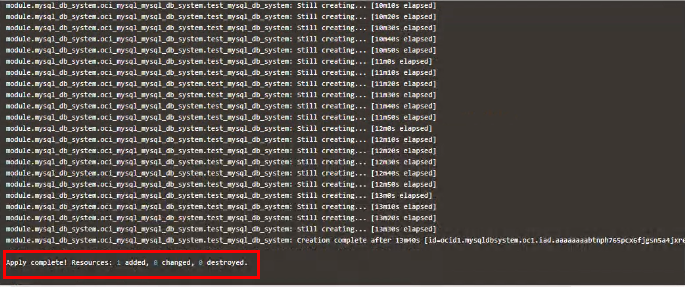 module.mysql_db_system.oci_mysql_mysql_db_system.test_mysql_db_system: Still creating... [10m10s elapsed]
module.mysql_db_system.oci_mysql_mysql_db_system.test_mysql_db_system: Still creating... [10m20s elapsed]
module.mysql_db_system.oci_mysql_mysql_db_system.test_mysql_db_system: Still creating... [10m30s elapsed]
module.mysql_db_system.oci_mysql_mysql_db_system.test_mysql_db_system: Still creating... [10m40s elapsed]
module.mysql_db_system.oci_mysql_mysql_db_system.test_mysql_db_system: Still creating... [10m50s elapsed]
module.mysql_db_system.oci_mysql_mysql_db_system.test_mysql_db_system: Still creating... [11m0s elapsed]
module.mysql_db_system.oci_mysql_mysql_db_system.test_mysql_db_system: Still creating... [11m10s elapsed]
module.mysql_db_system.oci_mysql_mysql_db_system.test_mysql_db_system: Still creating... [11m20s elapsed]
module.mysql_db_system.oci_mysql_mysql_db_system.test_mysql_db_system: Still creating... [11m30s elapsed]
module.mysql_db_system.oci_mysql_mysql_db_system.test_mysql_db_system: Still creating... [11m40s elapsed]
module.mysql_db_system.oci_mysql_mysql_db_system.test_mysql_db_system: Still creating... [11m50s elapsed]
module.mysql_db_system.oci_mysql_mysql_db_system.test_mysql_db_system: Still creating... [12m0s elapsed]
module.mysql_db_system.oci_mysql_mysql_db_system.test_mysql_db_system: Still creating... [12m10s elapsed]
module.mysql_db_system.oci_mysql_mysql_db_system.test_mysql_db_system: Still creating... [12m20s elapsed]
module.mysql_db_system.oci_mysql_mysql_db_system.test_mysql_db_system: Still creating... [12m30s elapsed]
module.mysql_db_system.oci_mysql_mysql_db_system.test_mysql_db_system: Still creating... [12m40s elapsed]
module.mysql_db_system.oci_mysql_mysql_db_system.test_mysql_db_system: Still creating... [12m50s elapsed]
module.mysql_db_system.oci_mysql_mysql_db_system.test_mysql_db_system: Still creating... [13m0s elapsed]
module.mysql_db_system.oci_mysql_mysql_db_system.test_mysql_db_system: Still creating... [13m10s elapsed]
module.mysql_db_system.oci_mysql_mysql_db_system.test_mysql_db_system: Still creating... [13m20s elapsed]
module.mysql_db_system.oci_mysql_mysql_db_system.test_mysql_db_system: Still creating... [13m30s elapsed]
module.mysql_db_system.oci_mysql_mysql_db_system.test_mysql_db_system: Creation complete after 13m40s
Apply complete! Resources: 1 added, 0 changed, 0 destroyed.